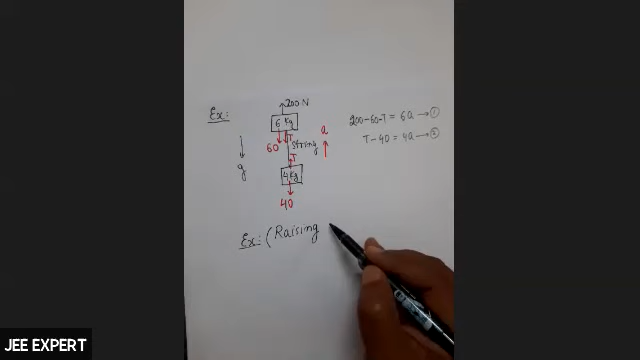 Ex:
200 N
6 Kg
60
T
string
T
a
g
4 Kg
40
200-60-T = 6a → ①
T-40 = 4a → ②
Ex: (Raising
JEE EXPERT